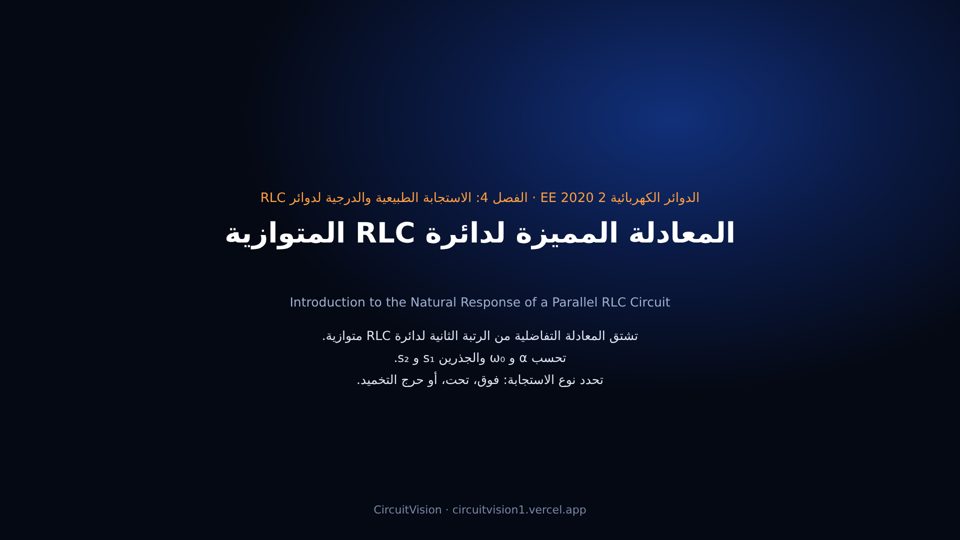 الدوائر الكهربائية 2 EE 2020 · الفصل 4: الاستجابة الطبيعية والدرجية لدوائر RLC
المعادلة المميزة لدائرة RLC المتوازية
Introduction to the Natural Response of a Parallel RLC Circuit
تشتق المعادلة التفاضلية من الرتبة الثانية لدائرة RLC متوازية.
تحسب α و ω₀ والجذرين s₁ و s₂.
تحدد نوع الاستجابة: فوق، تحت، أو حرج التخميد.
CircuitVision · circuitvision1.vercel.app